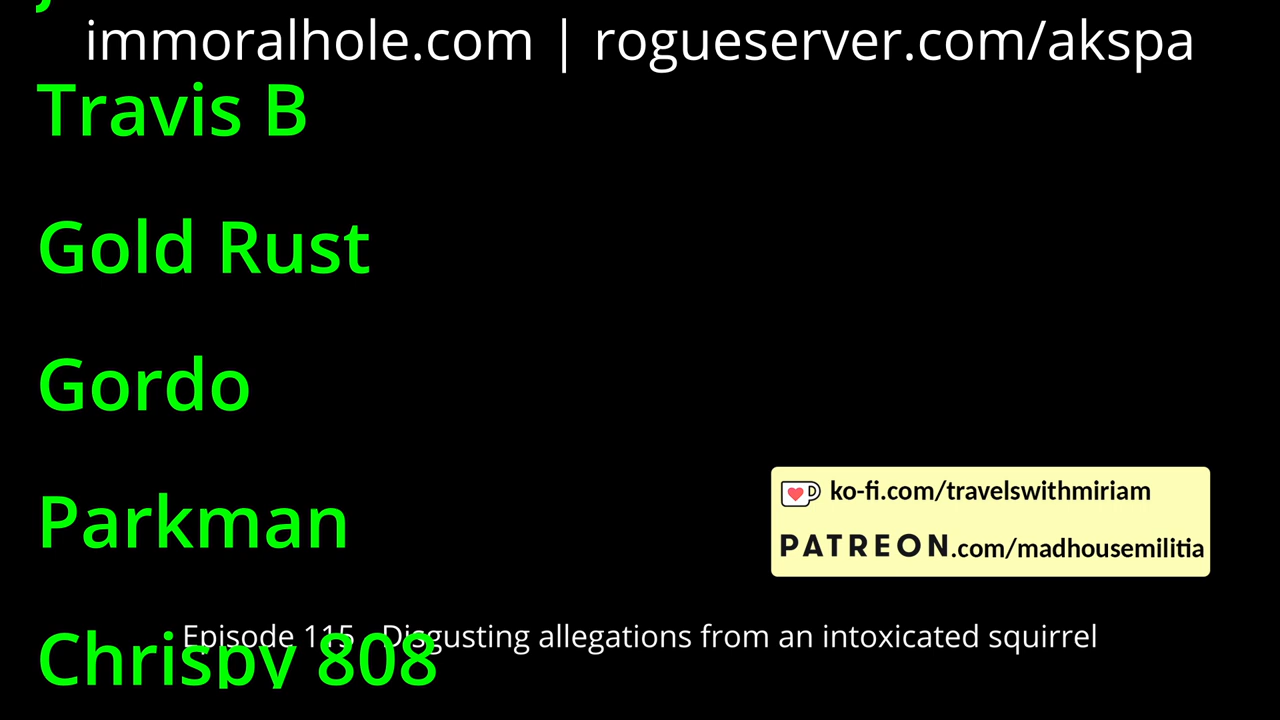 immoralhole.com | rogueserver.com/akspa
Travis B
Gold Rust
Gordo
Parkman
ko-fi.com/travelswithmiriam
PATREON.com/madhousemilitia
Episode 115 Disgusting allegations from an intoxicated squirrel
Chrispy 808